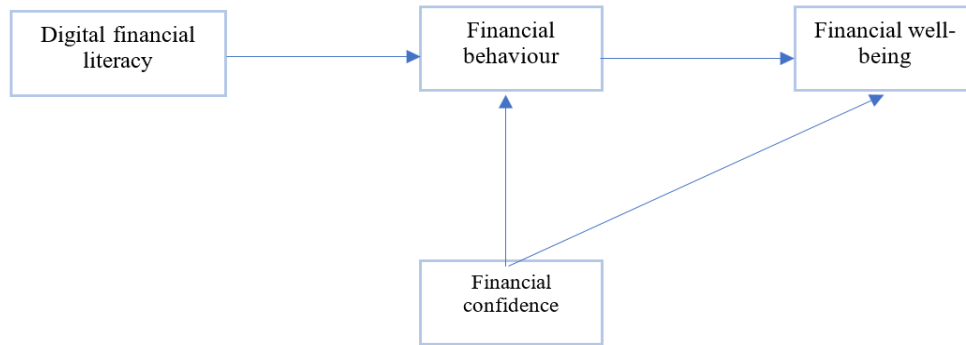 Digital financial
literacy
Financial
behaviour
Financial well-
being
Financial
confidence